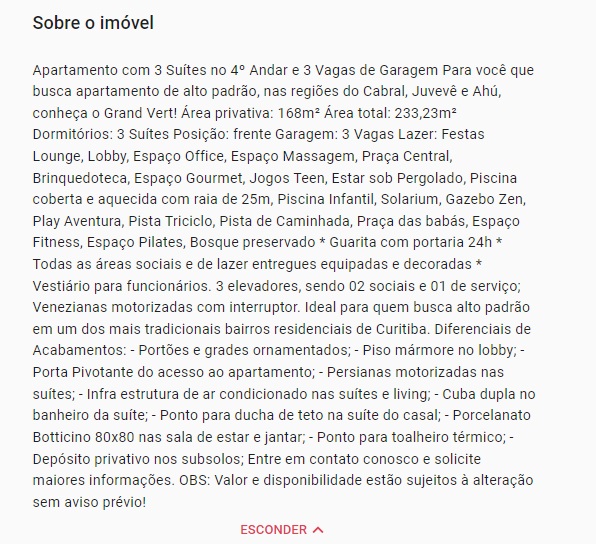 Sobre o imóvel
Apartamento com 3 Suítes no 4º Andar e 3 Vagas de Garagem Para você que
busca apartamento de alto padrão, nas regiões do Cabral, Juvevê e Ahú,
conheça o Grand Vert! Área privativa: 168m² Área total: 233,23m²
Dormitórios: 3 Suítes Posição: frente Garagem: 3 Vagas Lazer: Festas
Lounge, Lobby, Espaço Office, Espaço Massagem, Praça Central,
Brinquedoteca, Espaço Gourmet, Jogos Teen, Estar sob Pergolado, Piscina
coberta e aquecida com raia de 25m, Piscina Infantil, Solarium, Gazebo Zen,
Play Aventura, Pista Triciclo, Pista de Caminhada, Praça das babás, Espaço
Fitness, Espaço Pilates, Bosque preservado * Guarita com portaria 24h *
Todas as áreas sociais e de lazer entregues equipadas e decoradas *
Vestiário para funcionários. 3 elevadores, sendo 02 sociais e 01 de serviço;
Venezianas motorizadas com interruptor. Ideal para quem busca alto padrão
em um dos mais tradicionais bairros residenciais de Curitiba. Diferenciais de
Acabamentos: - Portões e grades ornamentados; - Piso mármore no lobby; -
Porta Pivotante do acesso ao apartamento; - Persianas motorizadas nas
suítes; - Infra estrutura de ar condicionado nas suítes e living; - Cuba dupla no
banheiro da suíte; - Ponto para ducha de teto na suíte do casal; - Porcelanato
Botticino 80x80 nas sala de estar e jantar; - Ponto para toalheiro térmico; -
Depósito privativo nos subsolos; Entre em contato conosco e solicite
maiores informações. OBS: Valor e disponibilidade estão sujeitos à alteração
sem aviso prévio!
ESCONDER